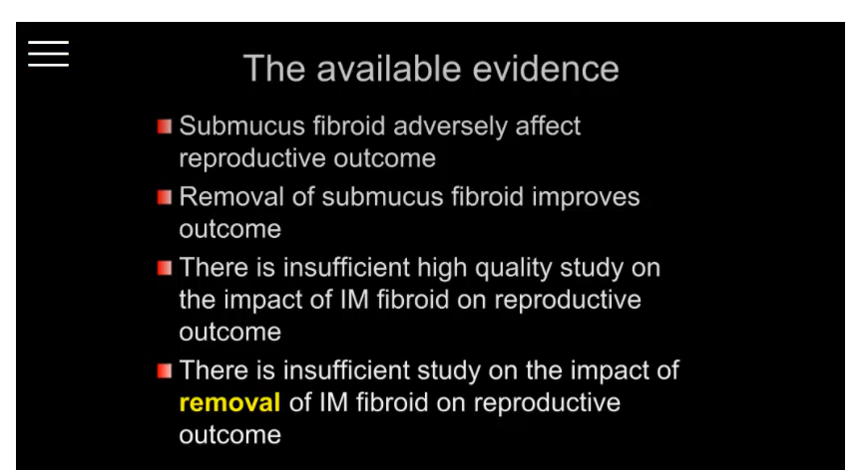 The available evidence
Submucus fibroid adversely affect
reproductive outcome
Removal of submucus fibroid improves
outcome
There is insufficient high quality study on
the impact of IM fibroid on reproductive
outcome
There is insufficient study on the impact of
removal of IM fibroid on reproductive
outcome